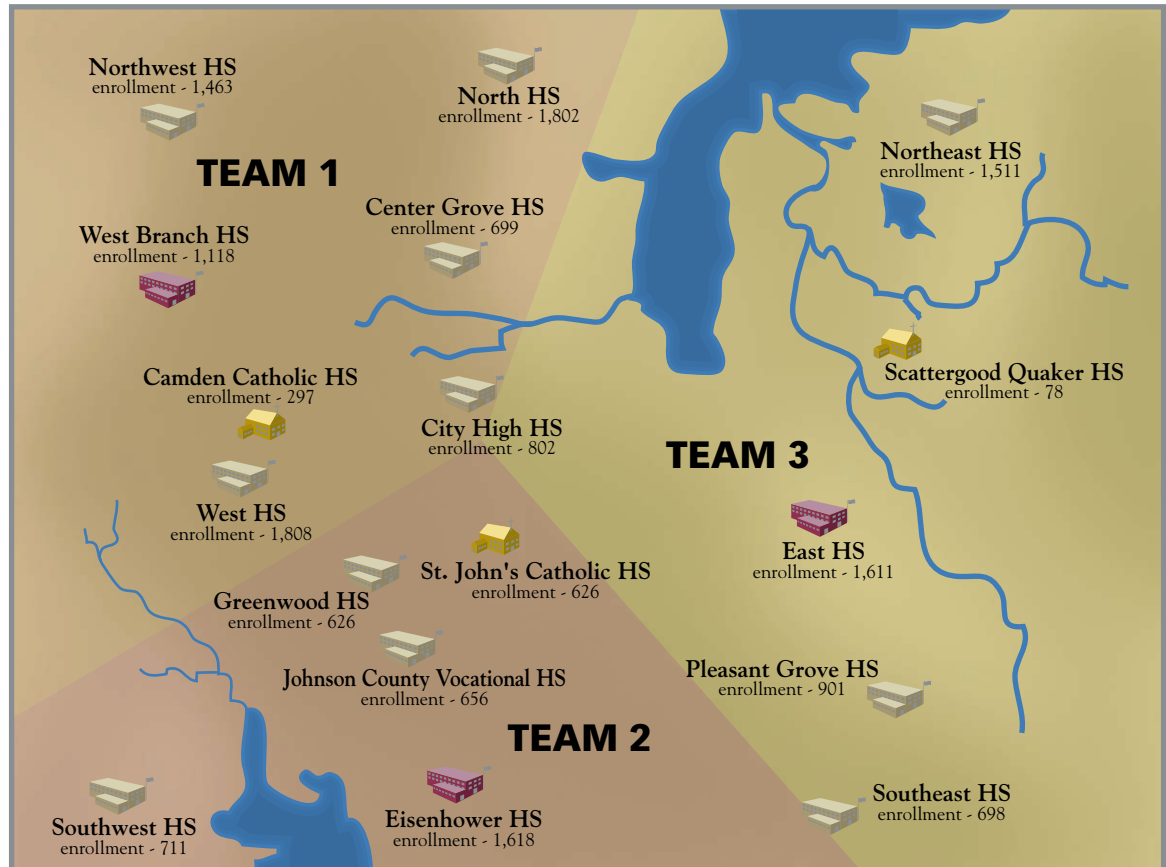 Northwest HS
enrollment - 1,463
North HS
enrollment - 1,802
TEAM 1
Northeast HS
enrollment - 1,511
Center Grove HS
enrollment - 699
West Branch HS
enrollment - 1,118
Camden Catholic HS
enrollment - 297
Scattergood Quaker HS
enrollment - 78
City High HS
enrollment - 802
TEAM 3
West HS
enrollment - 1,808
East HS
enrollment - 1,611
St. John's Catholic HS
enrollment - 626
Greenwood HS
enrollment - 626
Johnson County Vocational HS
enrollment - 656
Pleasant Grove HS
enrollment - 901
TEAM 2
Southwest HS
enrollment - 711
Eisenhower HS
enrollment - 1,618
Southeast HS
enrollment - 698